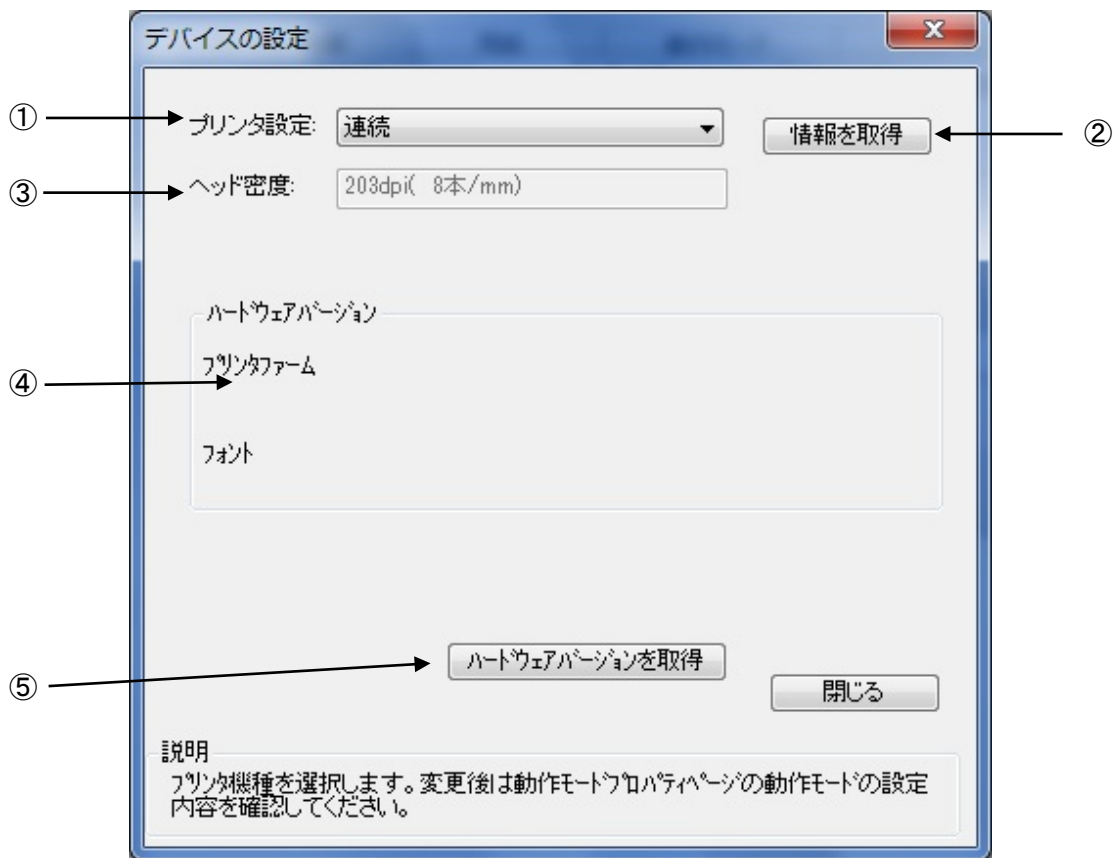 デバイスの設定
① プリンタ設定: 連続 情報を取得 ②
③ ヘッド密度: 203dpi( 8本/mm)
ﾊｰﾄﾞｳｪｱﾊﾞｰｼﾞｮﾝ
④ ﾌﾟﾘﾝﾀﾌｧｰﾑ
ﾌｫﾝﾄ
⑤ ﾊｰﾄﾞｳｪｱﾊﾞｰｼﾞｮﾝを取得
閉じる
説明
ﾌﾟﾘﾝﾀ機種を選択します。変更後は動作ﾓｰﾄﾞﾌﾟﾛﾊﾟﾃｨﾍﾟｰｼﾞの動作ﾓｰﾄﾞの設定
内容を確認してください。